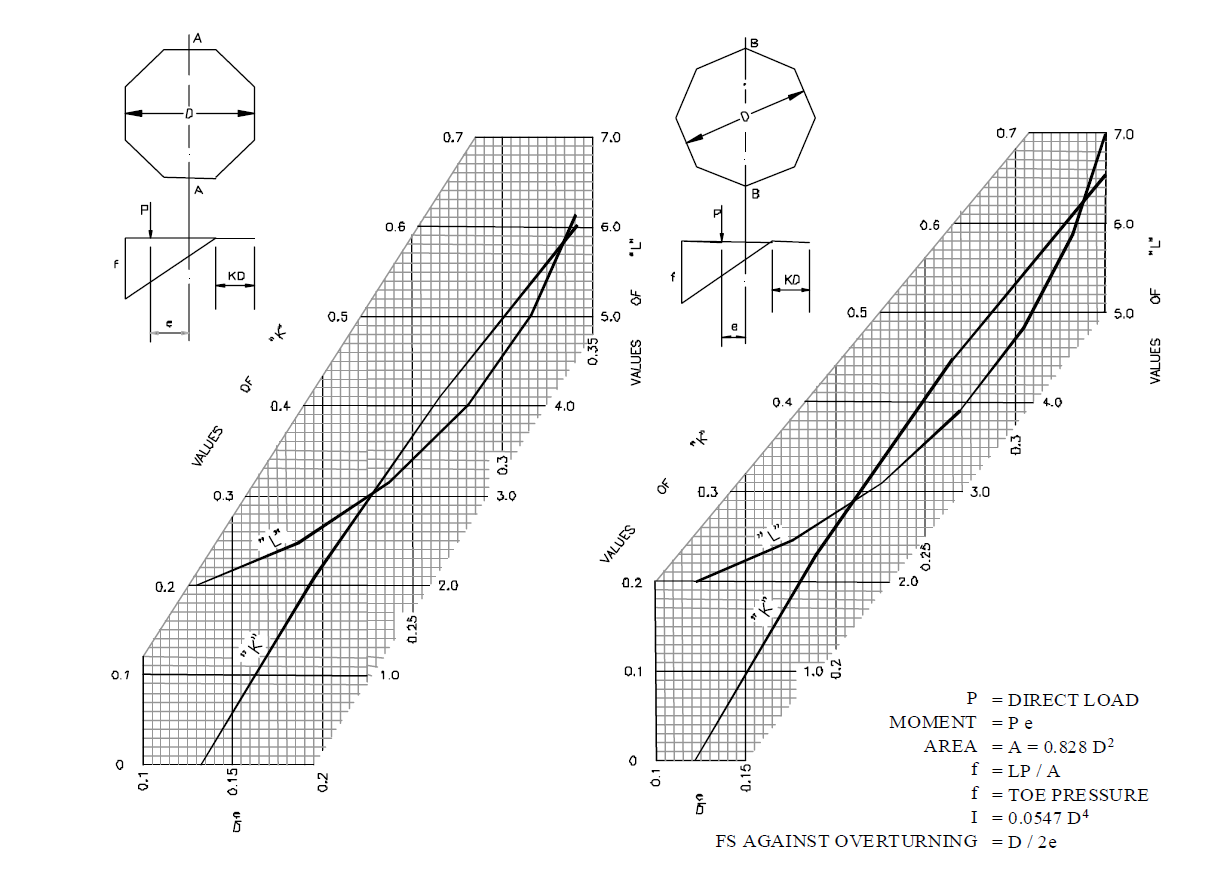 A
D
A
P
f
KD
e
VALUES OF "K"
0.7
0.6
0.5
0.4
0.3
0.2
0.1
0
7.0
6.0
5.0
4.0
3.0
2.0
1.0
VALUES OF "L"
"L"
"K"
0.1
0.15
0.2
0.25
0.3
0.35
e/D
B
D
B
P
f
KD
e
VALUES OF "K"
0.7
0.6
0.5
0.4
0.3
0.2
0.1
0
7.0
6.0
5.0
4.0
3.0
2.0
1.0
VALUES OF "L"
"L"
"K"
0.1
0.15
0.2
0.25
0.3
e/D
P = DIRECT LOAD
MOMENT = P e
AREA = A = 0.828 D²
f = LP / A
f = TOE PRESSURE
I = 0.0547 D⁴
FS AGAINST OVERTURNING = D / 2e